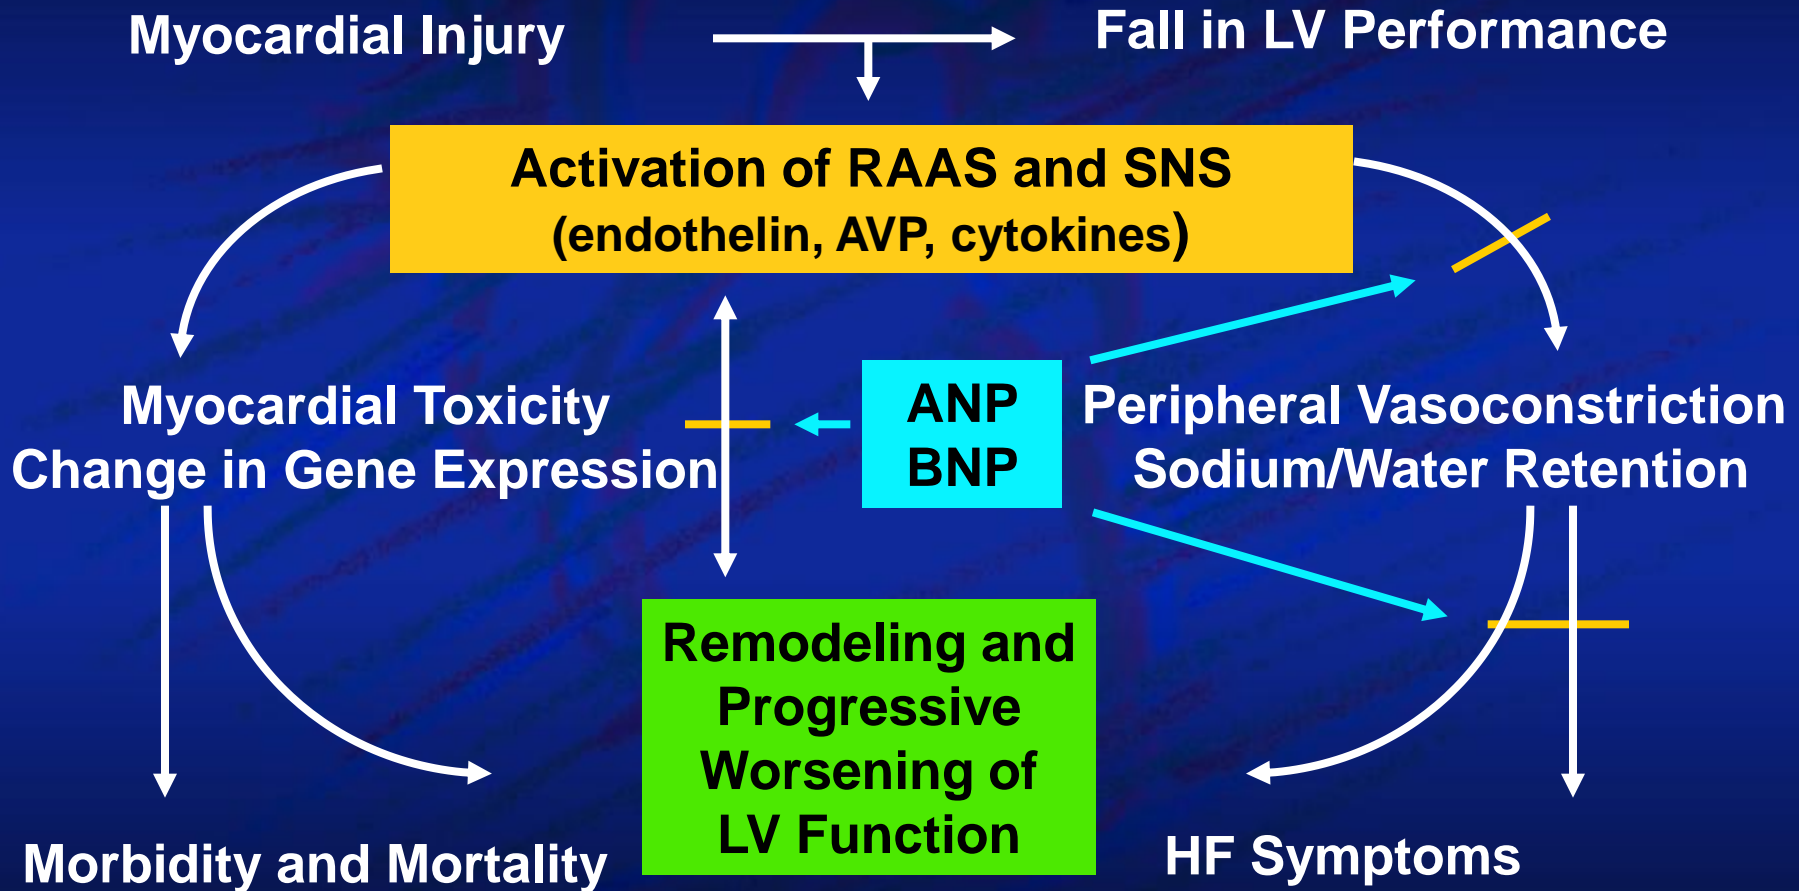 Myocardial Injury
Fall in LV Performance
Activation of RAAS and SNS
(endothelin, AVP, cytokines)
Myocardial Toxicity
Change in Gene Expression
ANP
BNP
Peripheral Vasoconstriction
Sodium/Water Retention
Remodeling and
Progressive
Worsening of
LV Function
Morbidity and Mortality
HF Symptoms